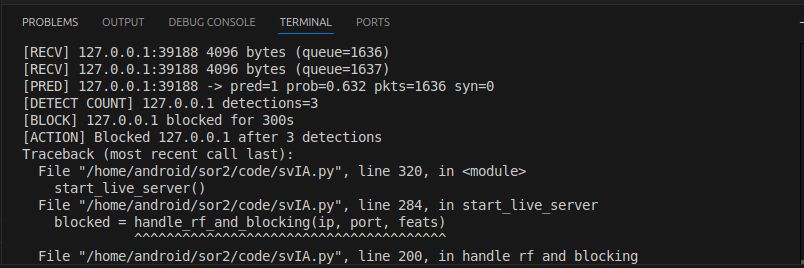 PROBLEMS OUTPUT DEBUG CONSOLE TERMINAL PORTS
[RECV] 127.0.0.1:39188 4096 bytes (queue=1636)
[RECV] 127.0.0.1:39188 4096 bytes (queue=1637)
[PRED] 127.0.0.1:39188 -> pred=1 prob=0.632 pkts=1636 syn=0
[DETECT COUNT] 127.0.0.1 detections=3
[BLOCK] 127.0.0.1 blocked for 300s
[ACTION] Blocked 127.0.0.1 after 3 detections
Traceback (most recent call last):
  File "/home/android/sor2/code/svIA.py", line 320, in <module>
    start_live_server()
  File "/home/android/sor2/code/svIA.py", line 284, in start_live_server
    blocked = handle_rf_and_blocking(ip, port, feats)
              ^^^^^^^^^^^^^^^^^^^^^^^^^^^^^^^^^^^^^^^
  File "/home/android/sor2/code/svIA.py", line 200, in handle_rf_and_blocking